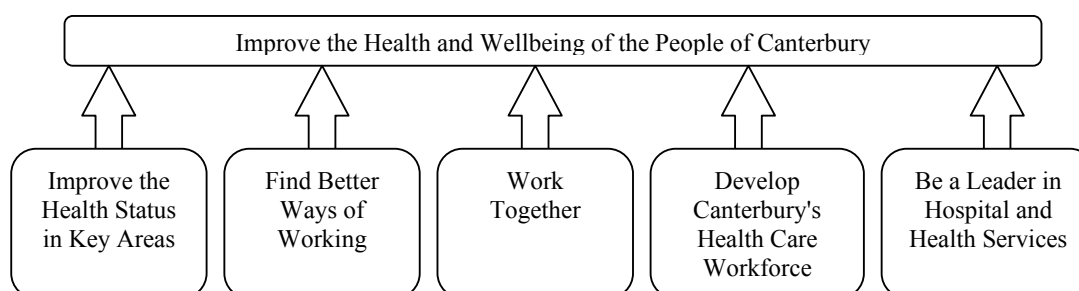 Improve the Health and Wellbeing of the People of Canterbury
Improve the
Health Status
in Key Areas
Find Better
Ways of
Working
Work
Together
Develop
Canterbury's
Health Care
Workforce
Be a Leader in
Hospital and
Health Services